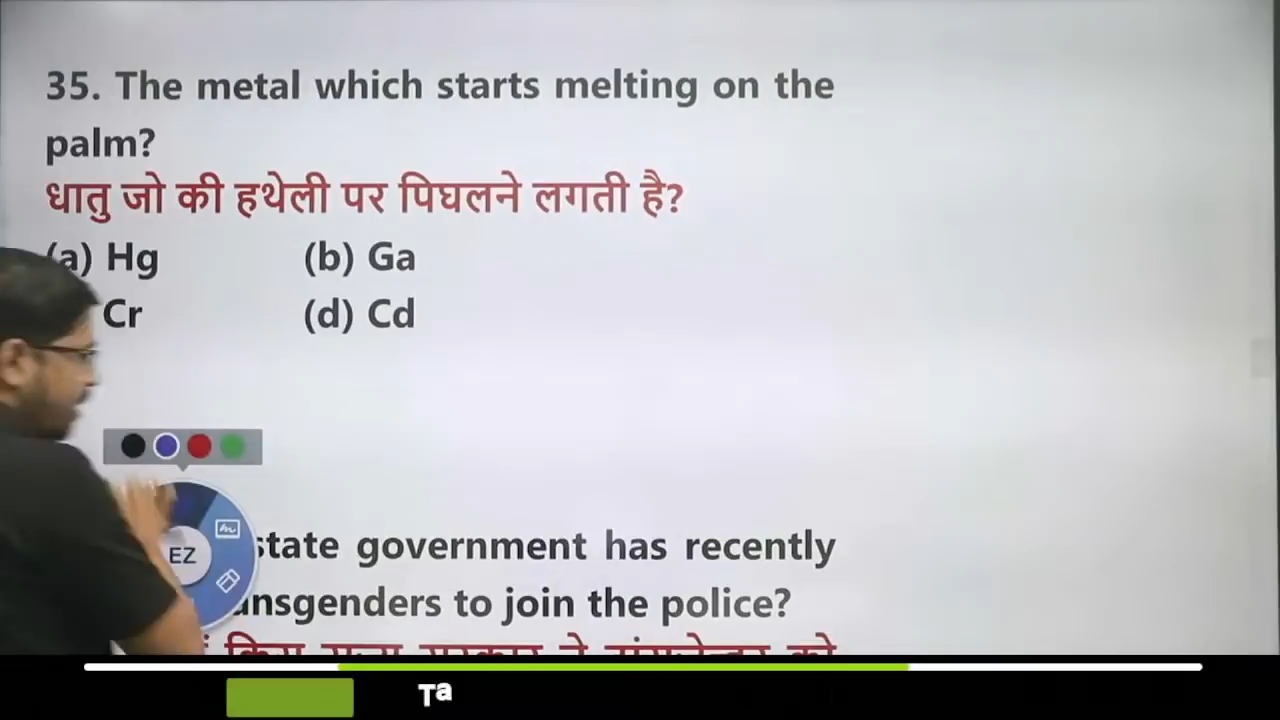 35. The metal which starts melting on the
palm?
धातु जो की हथेली पर पिघलने लगती है?
(a) Hg (b) Ga
Cr (d) Cd
EZ
state government has recently
to join the police?
Ta